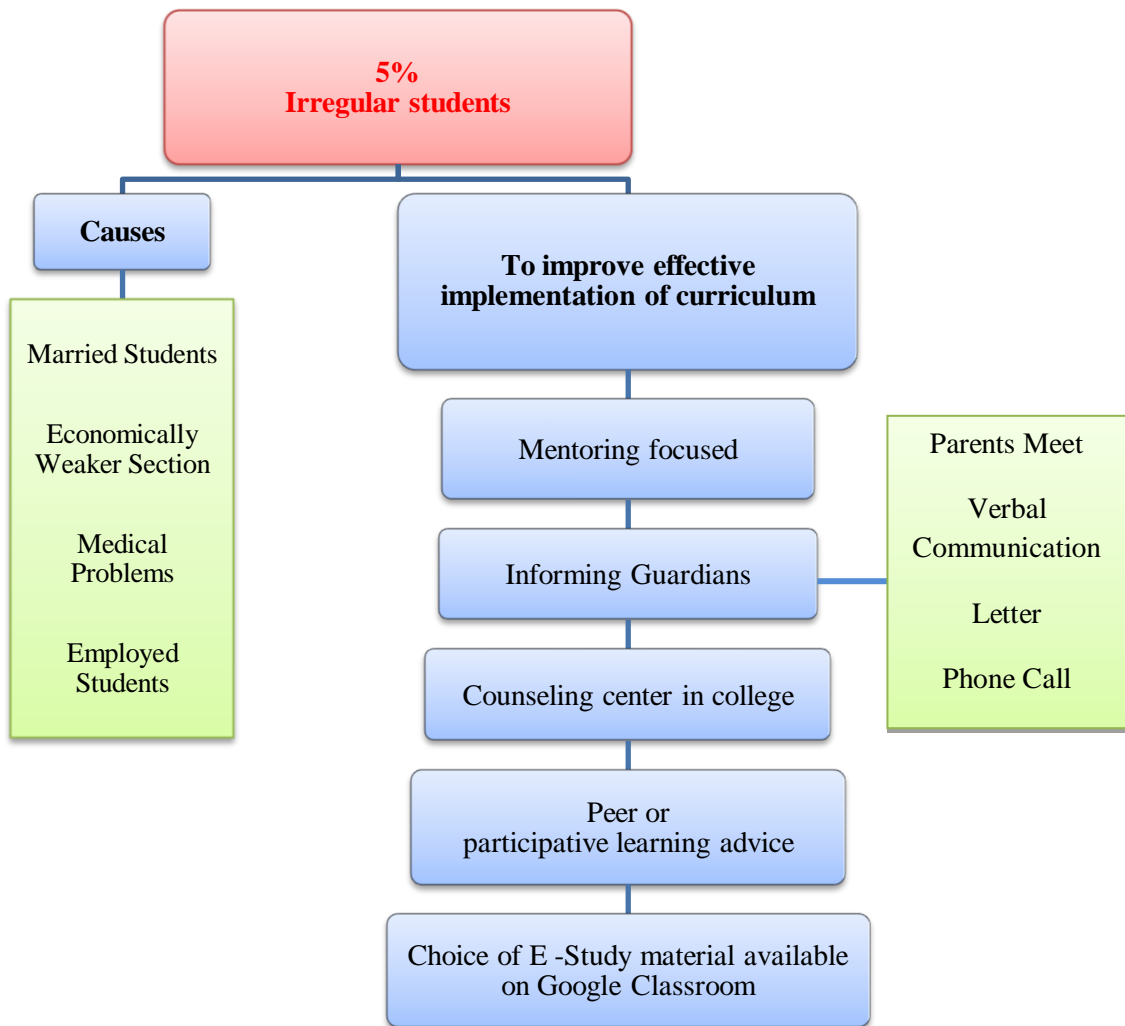 5%
Irregular students
Causes
Married Students
Economically
Weaker Section
Medical
Problems
Employed
Students
To improve effective
implementation of curriculum
Mentoring focused
Informing Guardians
Parents Meet
Verbal
Communication
Letter
Phone Call
Counseling center in college
Peer or
participative learning advice
Choice of E -Study material available
on Google Classroom